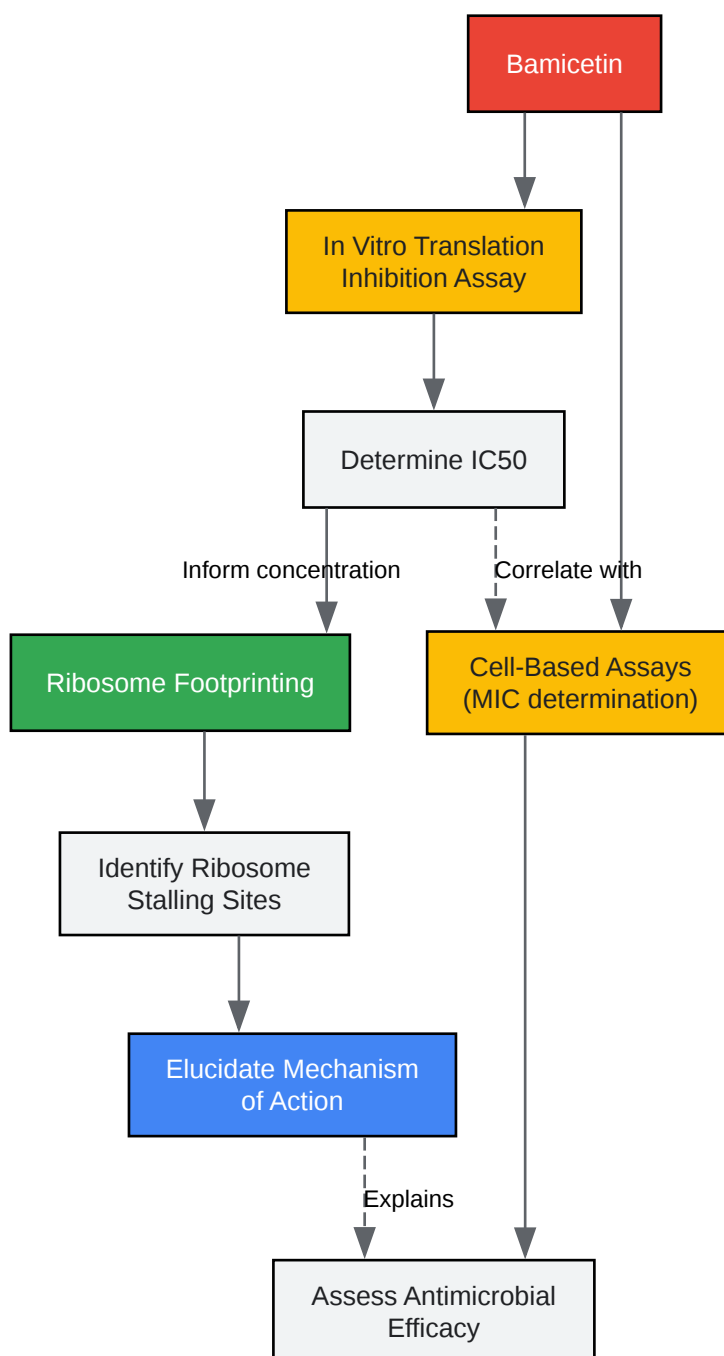 Bamicetin
In Vitro Translation
Inhibition Assay
Determine IC50
Inform concentration
Correlate with
Ribosome Footprinting
Cell-Based Assays
(MIC determination)
Identify Ribosome
Stalling Sites
Elucidate Mechanism
of Action
Explains
Assess Antimicrobial
Efficacy